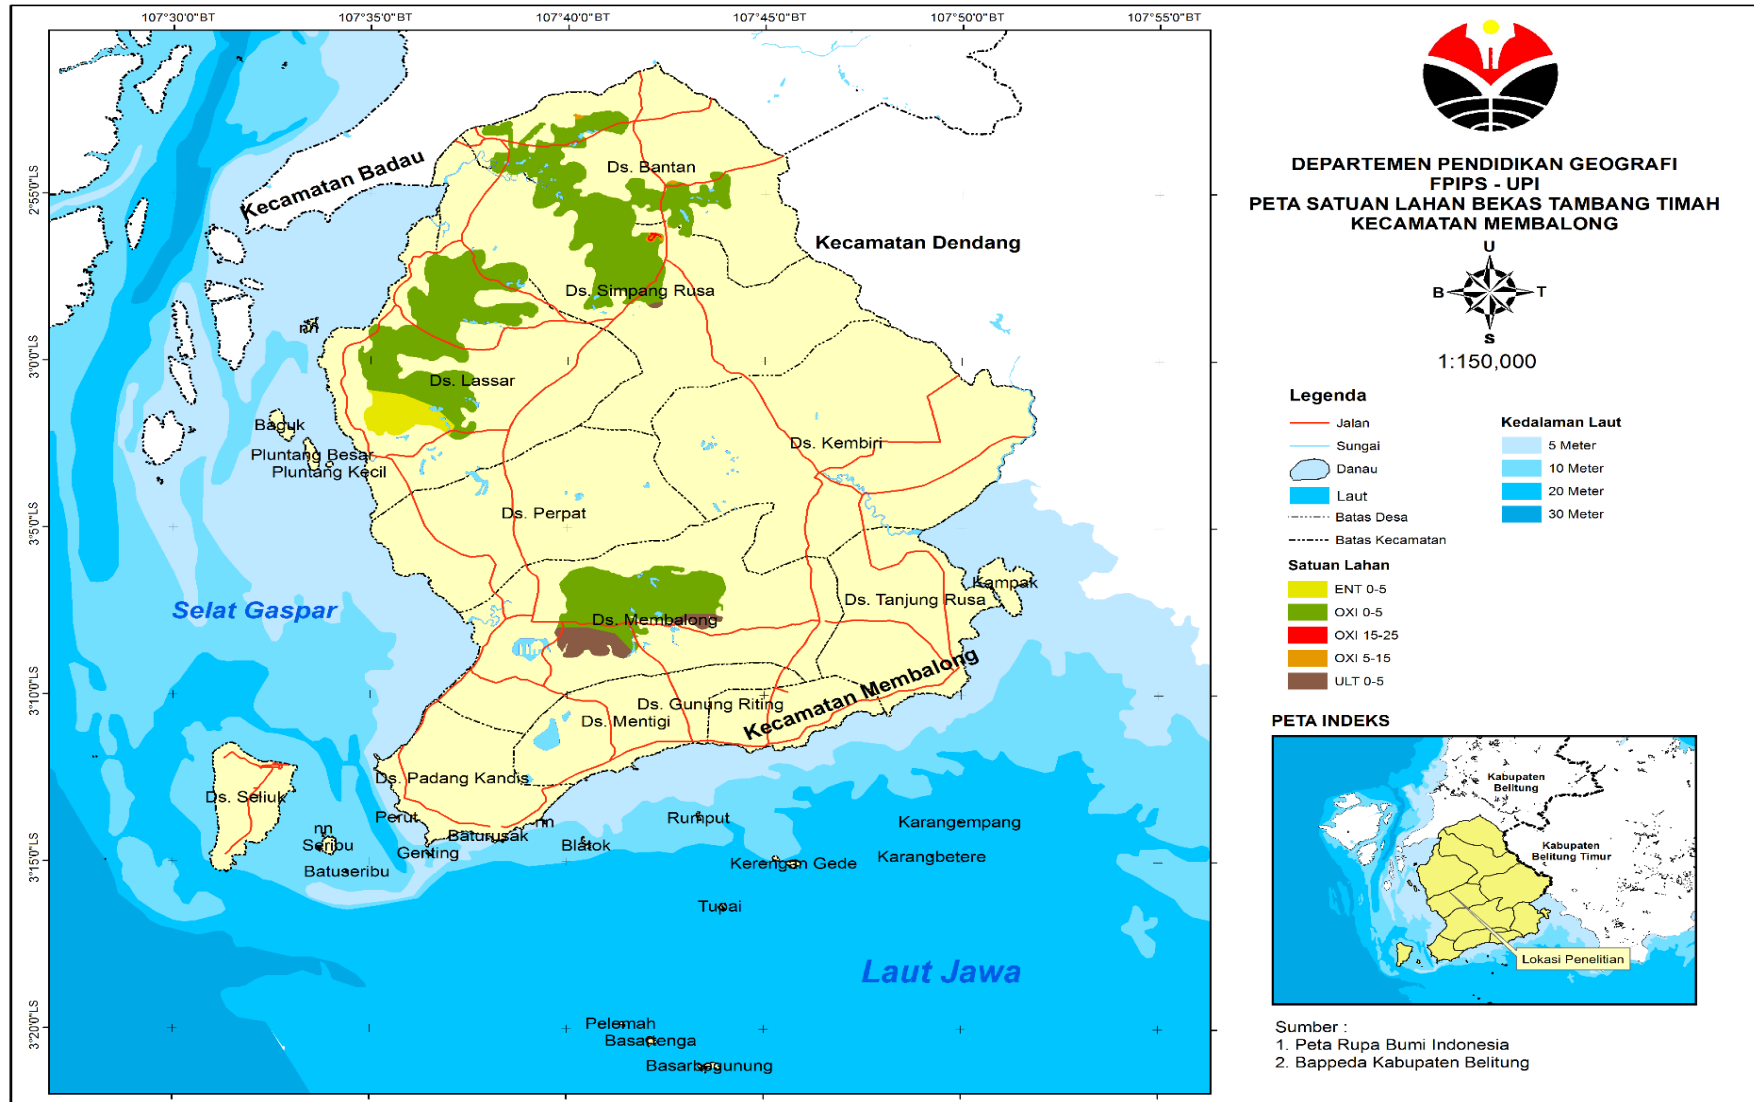 107°30'0"BT
107°35'0"BT
107°40'0"BT
107°45'0"BT
107°50'0"BT
107°55'0"BT
2°55'0"LS
3°0'0"LS
3°5'0"LS
3°10'0"LS
3°15'0"LS
3°20'0"LS
Kecamatan Badau
Ds. Bantan
Kecamatan Dendang
Ds. Simpang Rusa
nn
Ds. Lassar
Baguk
Ds. Kembiri
Pluntang Besar
Pluntang Kecil
Ds. Perpat
Kampak
Ds. Tanjung Rusa
Selat Gaspar
Ds. Membalong
Kecamatan Membalong
Ds. Gunung Riting
Ds. Mentigi
Ds. Padang Kandis
Ds. Seliuk
Perut
Rumput
Karangempang
nn
nn
Baturusak
Seribu
Genting
Blatok
Karangbetere
Kerengan Gede
Batuseribu
Tupai
Laut Jawa
Pelemah
Basartenga
Basarbegunung
DEPARTEMEN PENDIDIKAN GEOGRAFI
FPIPS - UPI
PETA SATUAN LAHAN BEKAS TAMBANG TIMAH
KECAMATAN MEMBALONG
U
B
T
S
1:150,000
Legenda
Jalan
Sungai
Danau
Laut
Batas Desa
Batas Kecamatan
Kedalaman Laut
5 Meter
10 Meter
20 Meter
30 Meter
Satuan Lahan
ENT 0-5
OXI 0-5
OXI 15-25
OXI 5-15
ULT 0-5
PETA INDEKS
Kabupaten
Belitung
Kabupaten
Belitung Timur
Lokasi Penelitian
Sumber :
1. Peta Rupa Bumi Indonesia
2. Bappeda Kabupaten Belitung